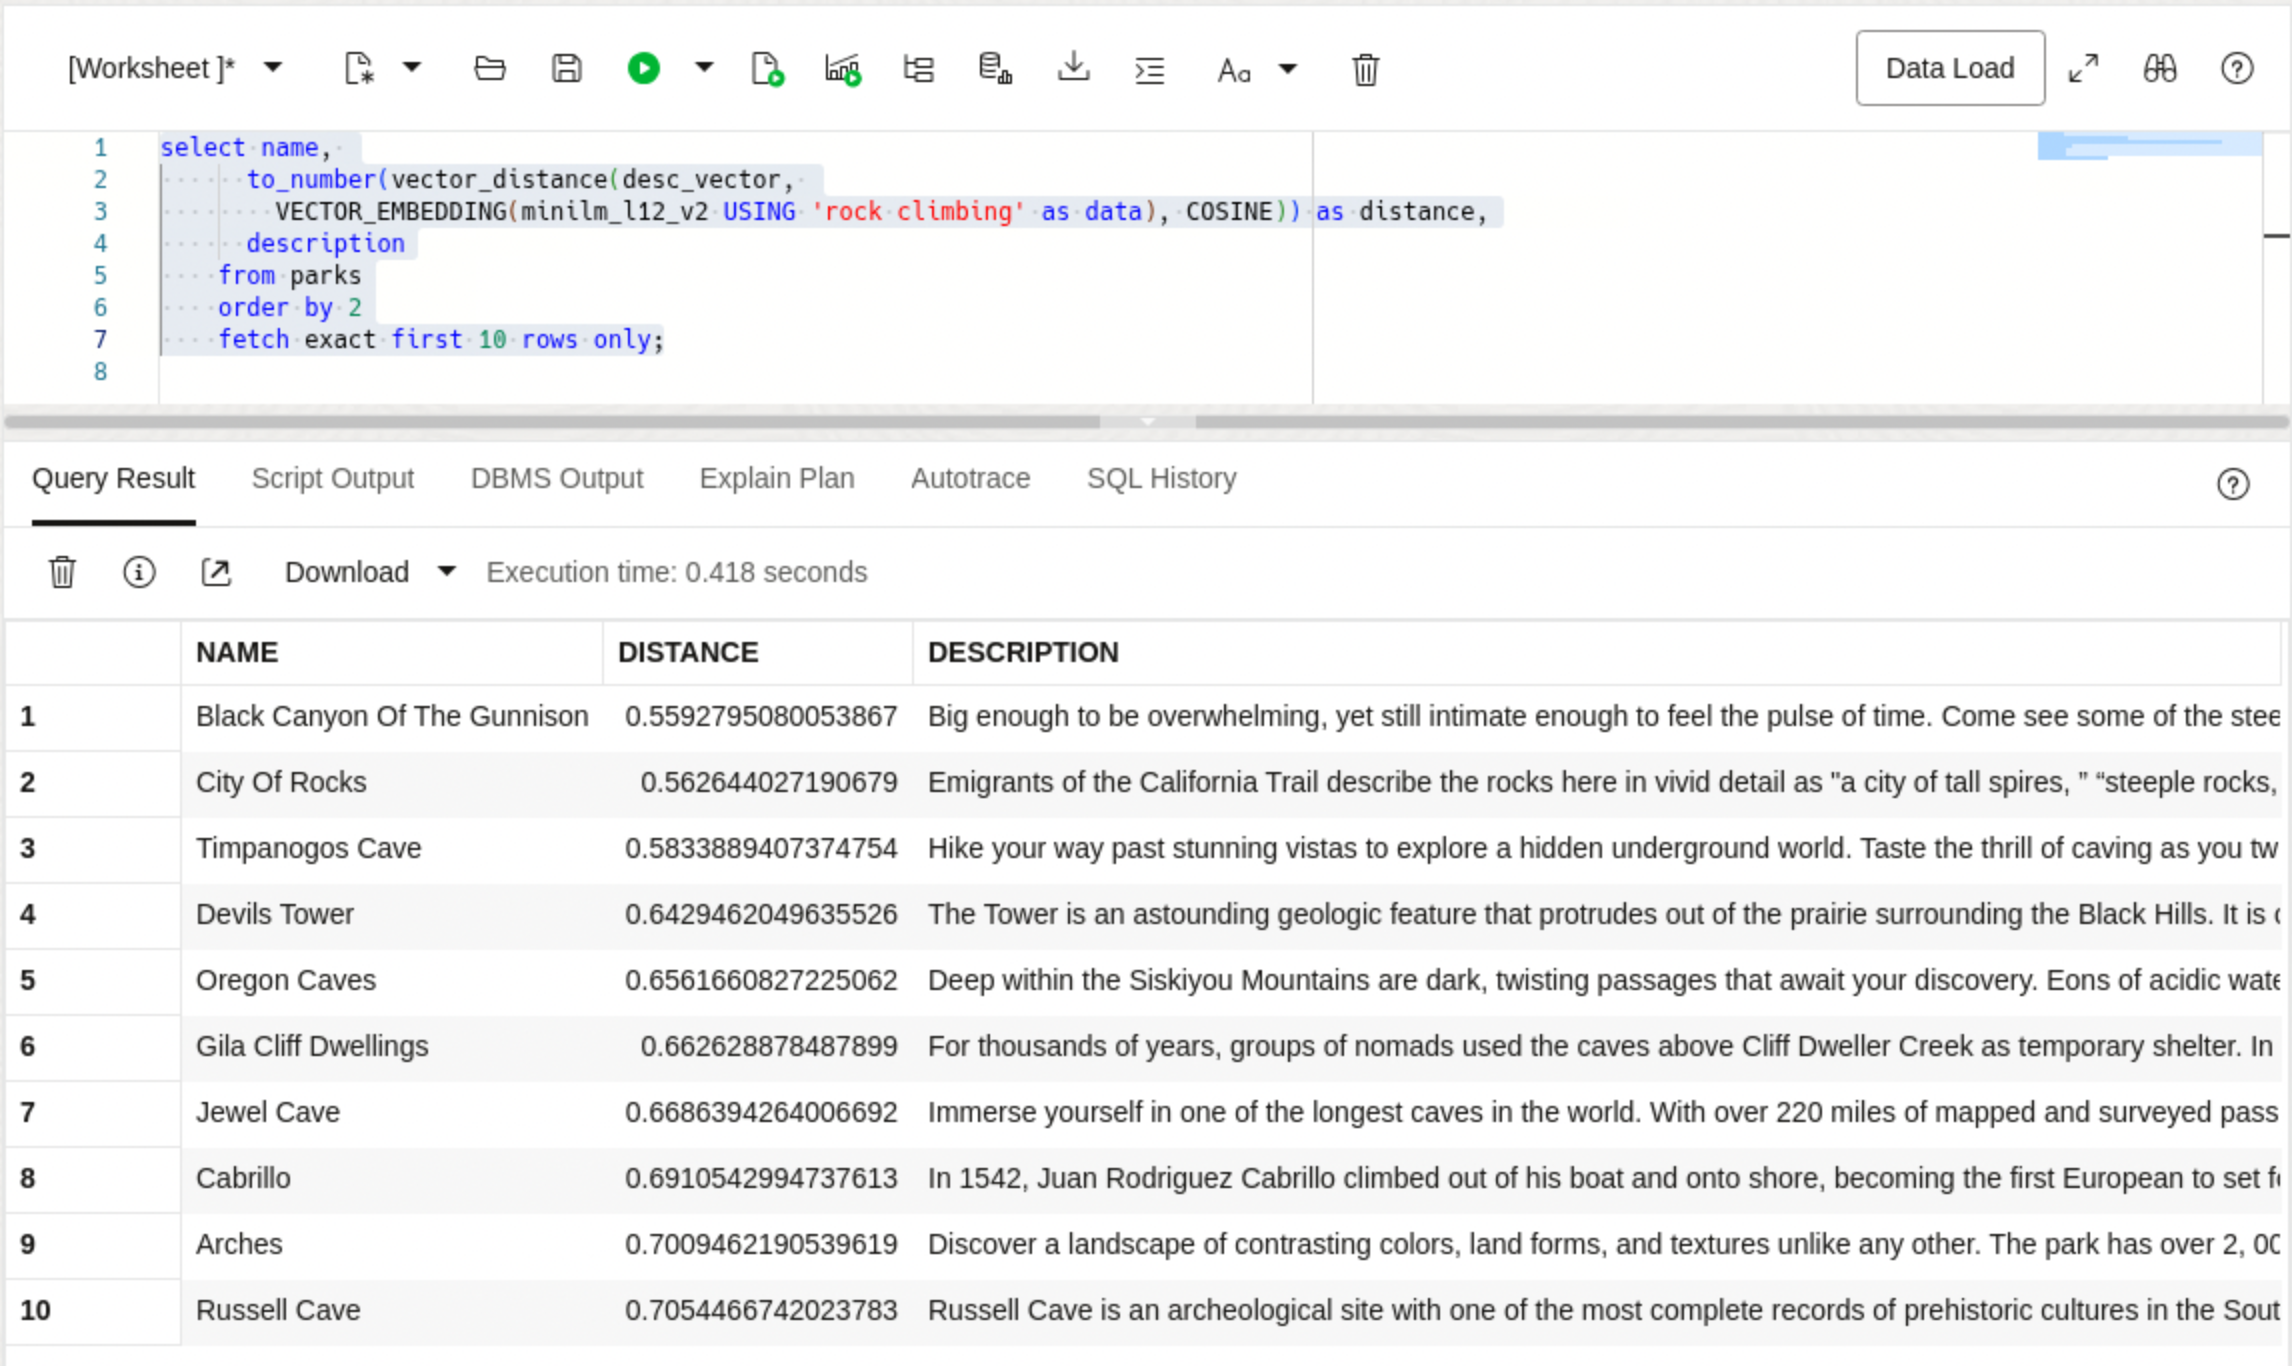 [Worksheet ]*
Aa
Data Load
1 select name,
2 to_number(vector_distance(desc_vector,
3 VECTOR_EMBEDDING(minilm_l12_v2 USING 'rock climbing' as data), COSINE)) as distance,
4 description
5 from parks
6 order by 2
7 fetch exact first 10 rows only;
8
Query Result Script Output DBMS Output Explain Plan Autotrace SQL History
Download Execution time: 0.418 seconds
NAME DISTANCE DESCRIPTION
1 Black Canyon Of The Gunnison 0.5592795080053867 Big enough to be overwhelming, yet still intimate enough to feel the pulse of time. Come see some of the stee
2 City Of Rocks 0.562644027190679 Emigrants of the California Trail describe the rocks here in vivid detail as "a city of tall spires, ” “steeple rocks,
3 Timpanogos Cave 0.5833889407374754 Hike your way past stunning vistas to explore a hidden underground world. Taste the thrill of caving as you tw
4 Devils Tower 0.6429462049635526 The Tower is an astounding geologic feature that protrudes out of the prairie surrounding the Black Hills. It is
5 Oregon Caves 0.6561660827225062 Deep within the Siskiyou Mountains are dark, twisting passages that await your discovery. Eons of acidic wate
6 Gila Cliff Dwellings 0.662628878487899 For thousands of years, groups of nomads used the caves above Cliff Dweller Creek as temporary shelter. In
7 Jewel Cave 0.6686394264006692 Immerse yourself in one of the longest caves in the world. With over 220 miles of mapped and surveyed pass
8 Cabrillo 0.6910542994737613 In 1542, Juan Rodriguez Cabrillo climbed out of his boat and onto shore, becoming the first European to set f
9 Arches 0.7009462190539619 Discover a landscape of contrasting colors, land forms, and textures unlike any other. The park has over 2, 00
10 Russell Cave 0.7054466742023783 Russell Cave is an archeological site with one of the most complete records of prehistoric cultures in the Sout